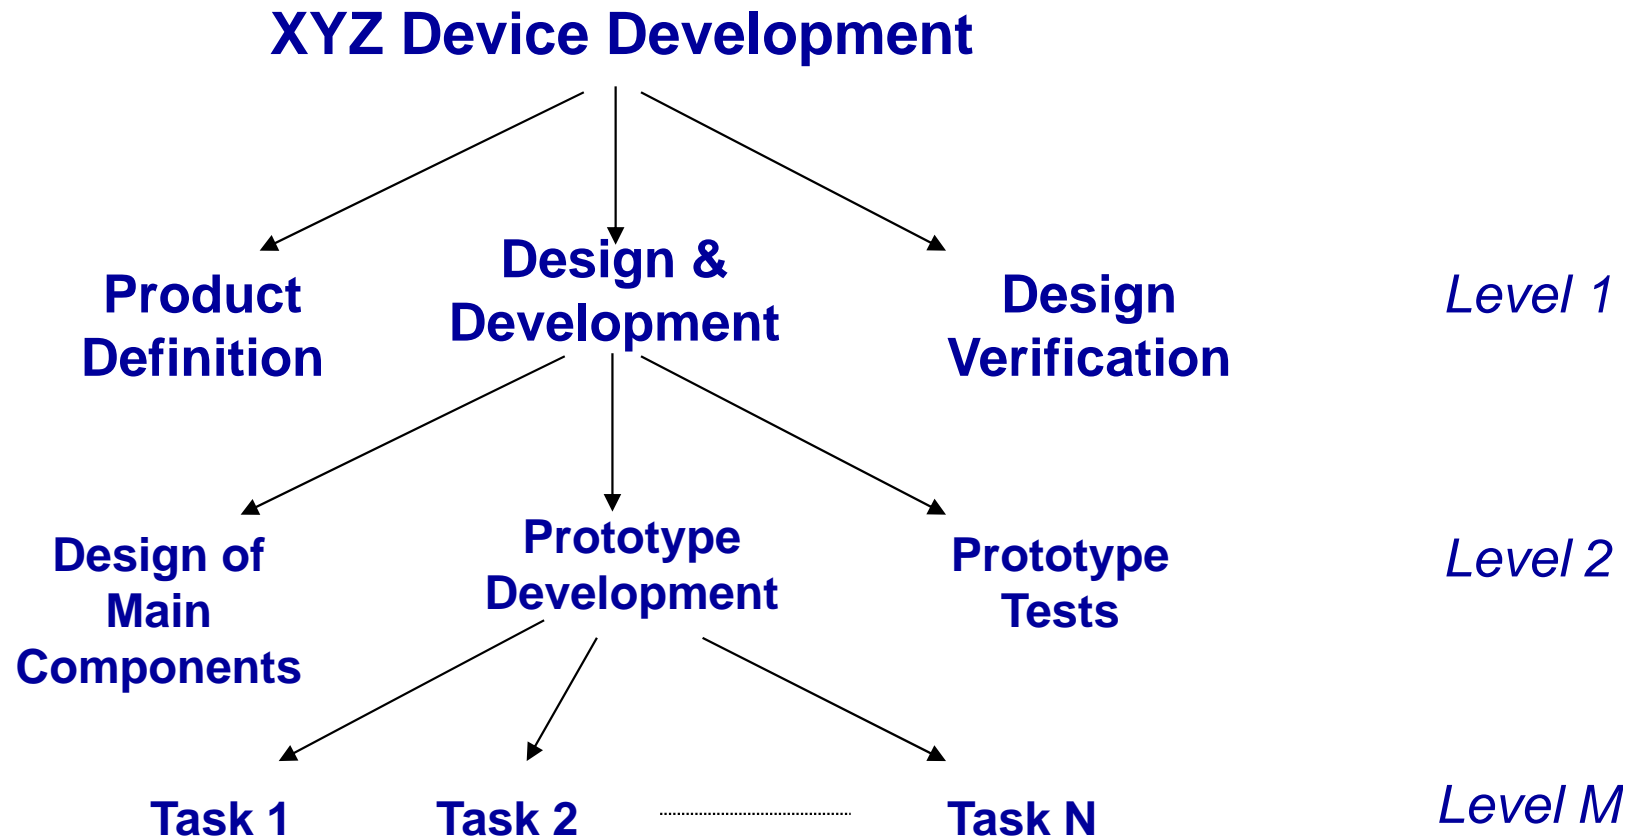 XYZ Device Development
Product
Definition
Design &
Development
Design
Verification
Level 1
Design of
Main
Components
Prototype
Development
Prototype
Tests
Level 2
Task 1
Task 2
Task N
Level M